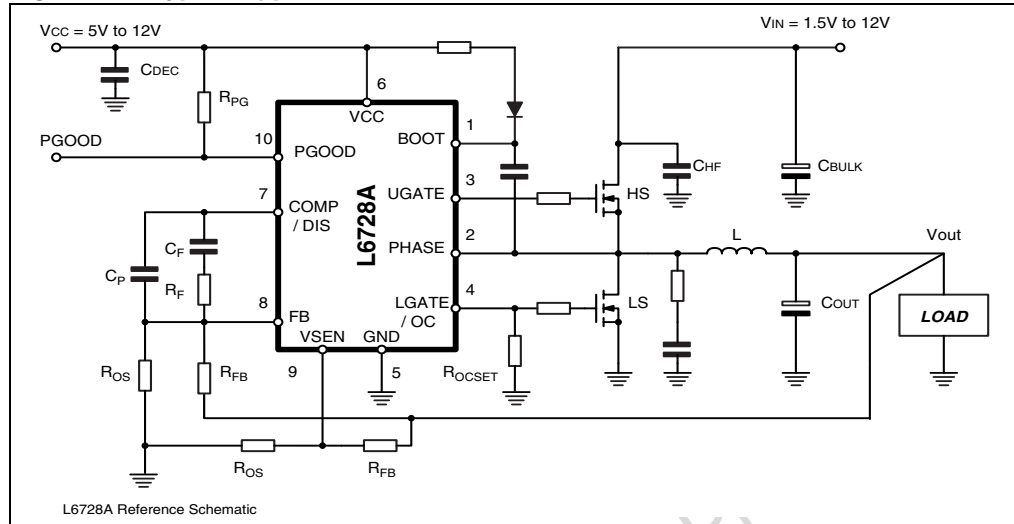 VCC = 5V to 12V
VIN = 1.5V to 12V
CDEC
RPG
6
VCC
PGOOD
10
PGOOD
BOOT
1
CHF
CBULK
7
COMP
/ DIS
L6728A
UGATE
3
HS
PHASE
2
L
Vout
CF
CP
RF
8
FB
LGATE
/ OC
4
LS
COUT
LOAD
VSEN
GND
ROS
RFB
9
5
ROCSET
ROS
RFB
L6728A Reference Schematic